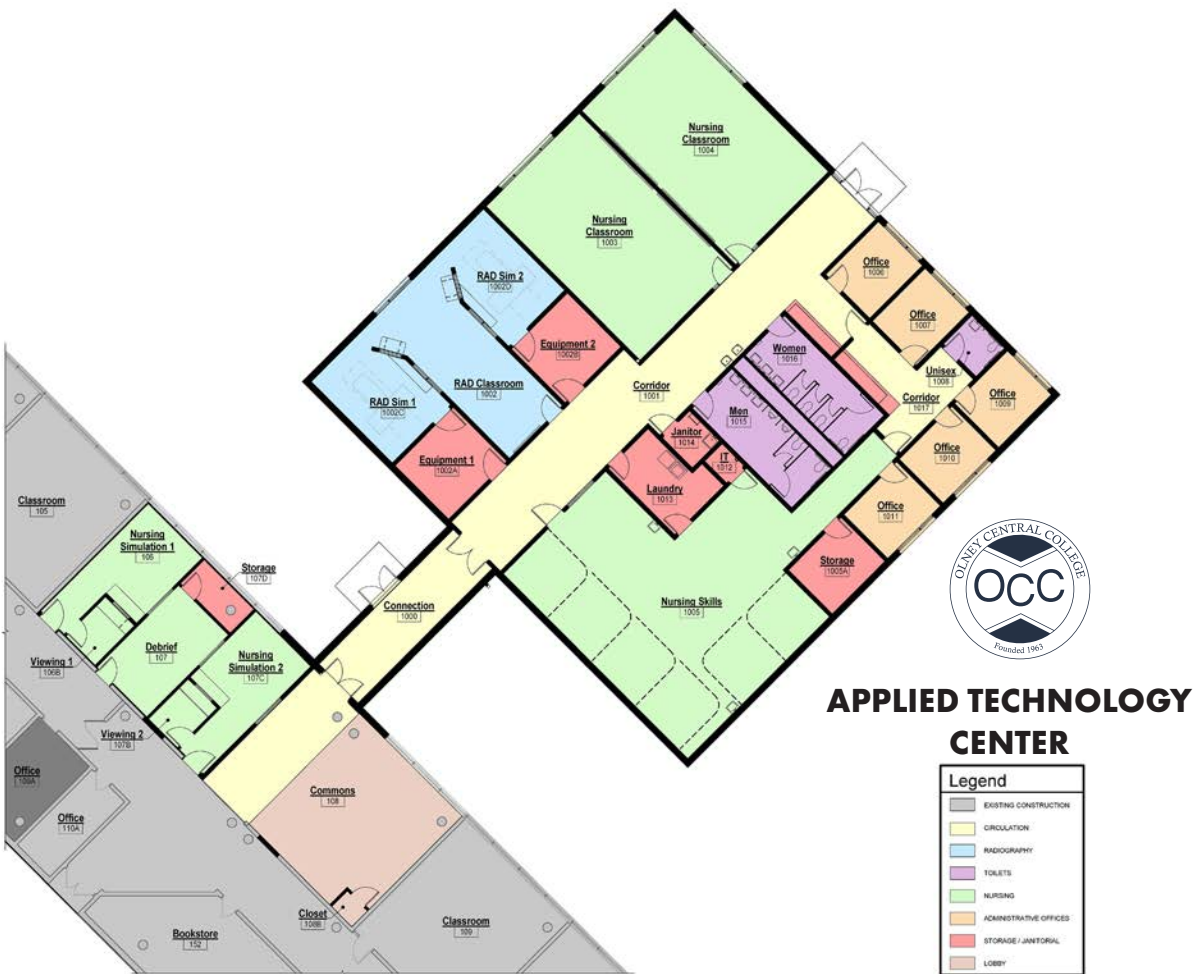 Nursing
Classroom
1004
Nursing
Classroom
1003
RAD Sim 2
1002D
Equipment 2
1002B
RAD Classroom
1002
RAD Sim 1
1002C
Equipment 1
1002A
Corridor
1001
Office
1006
Office
1007
Women
1016
Unisex
1008
Corridor
1017
Office
1009
Men
1015
Office
1010
Janitor
1014
IT
1012
Laundry
1013
Office
1011
Storage
1005A
Nursing Skills
1005
Classroom
105
Nursing
Simulation 1
106
Storage
107D
Connection
1000
Debrief
107
Nursing
Simulation 2
107C
Viewing 1
106B
Viewing 2
107B
Office
Office
110A
Commons
108
Closet
108B
Classroom
109
Bookstore
152
OLNEY CENTRAL COLLEGE
OCC
Founded 1963
APPLIED TECHNOLOGY
CENTER
Legend
EXISTING CONSTRUCTION
CIRCULATION
RADIOGRAPHY
TOILETS
NURSING
ADMINISTRATIVE OFFICES
STORAGE / JANITORIAL
LOBBY